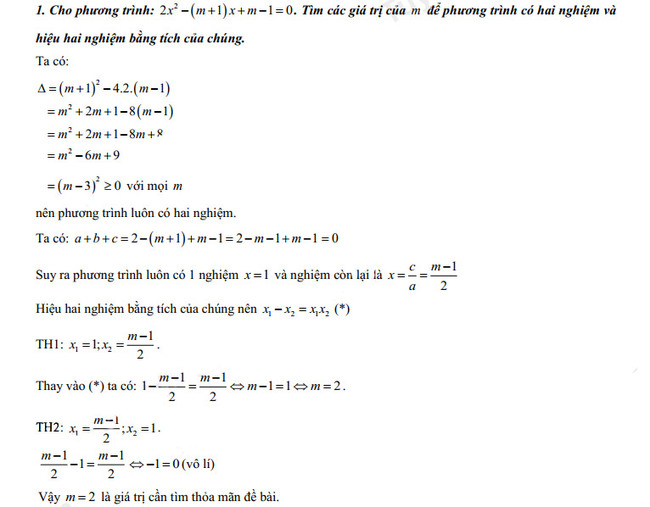 1. Cho phương trình: 2x² − (m+1)x + m − 1 = 0. Tìm các giá trị của m để phương trình có hai nghiệm và
hiệu hai nghiệm bằng tích của chúng.
Ta có:
Δ = (m+1)² − 4.2.(m−1)
= m² + 2m + 1 − 8(m−1)
= m² + 2m + 1 − 8m + 8
= m² − 6m + 9
= (m−3)² ≥ 0 với mọi m
nên phương trình luôn có hai nghiệm.
Ta có: a + b + c = 2 − (m+1) + m − 1 = 2 − m − 1 + m − 1 = 0
Suy ra phương trình luôn có 1 nghiệm x = 1 và nghiệm còn lại là x = c/a = (m−1)/2
Hiệu hai nghiệm bằng tích của chúng nên x₁ − x₂ = x₁x₂ (*)
TH1: x₁ = 1; x₂ = (m−1)/2.
Thay vào (*) ta có: 1 − (m−1)/2 = (m−1)/2 ⇔ m − 1 = 1 ⇔ m = 2.
TH2: x₁ = (m−1)/2; x₂ = 1.
(m−1)/2 − 1 = (m−1)/2 ⇔ −1 = 0 (vô lí)
Vậy m = 2 là giá trị cần tìm thỏa mãn đề bài.